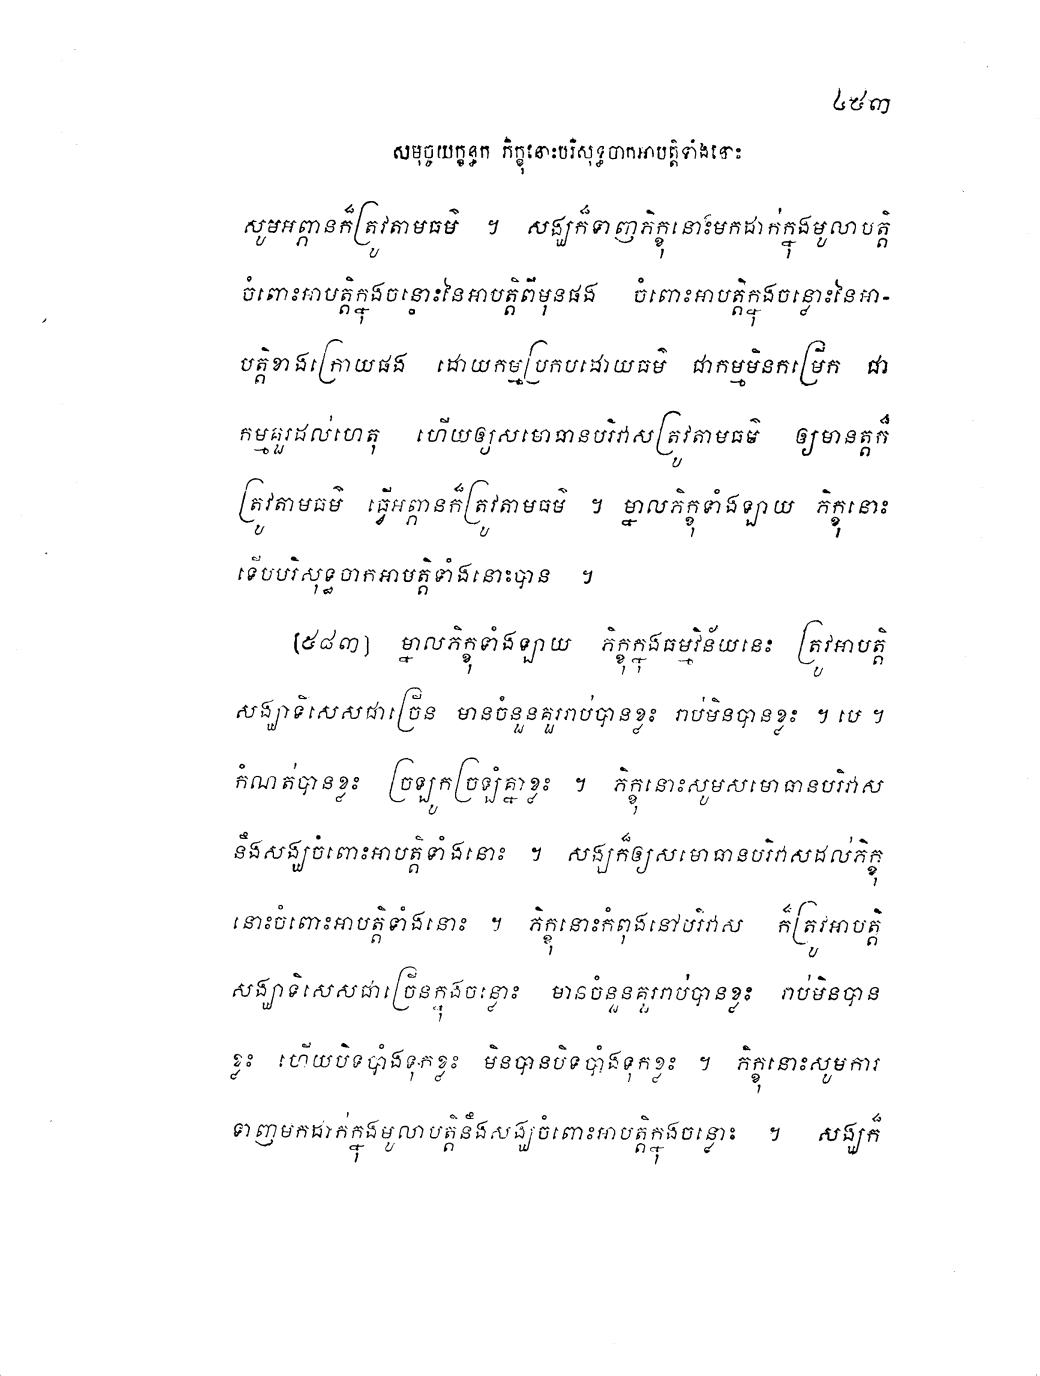 ៤៥៣
សមុច្ចយក្ខន្ធក ភិក្ខុនោះបរិសុទ្ធចាកអាបត្តិទាំងនោះ
សូមអព្ភានក៏ត្រូវតាមធម៌ ។ សង្ឃក៏ទាញភិក្ខុនោះមកដាក់ក្នុងមូលាបត្តិ
ចំពោះអាបត្តិក្នុងចន្លោះនៃអាបត្តិពីមុនផង ចំពោះអាបត្តិក្នុងចន្លោះនៃអា-
បត្តិខាងក្រោយផង ដោយកម្មប្រកបដោយធម៌ ជាកម្មមិនកម្រើក ជា
កម្មគួរដល់ហេតុ ហើយឲ្យសមោធានបរិវាសត្រូវតាមធម៌ ឲ្យមានត្តក៏
ត្រូវតាមធម៌ ធ្វើអព្ភានក៏ត្រូវតាមធម៌ ។ ម្នាលភិក្ខុទាំងឡាយ ភិក្ខុនោះ
ទើបបរិសុទ្ធចាកអាបត្តិទាំងនោះបាន ។
(៥៨៣) ម្នាលភិក្ខុទាំងឡាយ ភិក្ខុក្នុងធម្មវិន័យនេះ ត្រូវអាបត្តិ
សង្ឃាទិសេសជាច្រើន មានចំនួនគួររាប់បានខ្លះ រាប់មិនបានខ្លះ ។ បេ ។
កំណត់បានខ្លះ ច្រឡូកច្រឡំគ្នាខ្លះ ។ ភិក្ខុនោះសូមសមោធានបរិវាស
នឹងសង្ឃចំពោះអាបត្តិទាំងនោះ ។ សង្ឃក៏ឲ្យសមោធានបរិវាសដល់ភិក្ខុ
នោះចំពោះអាបត្តិទាំងនោះ ។ ភិក្ខុនោះកំពុងនៅបរិវាស ក៏ត្រូវអាបត្តិ
សង្ឃាទិសេសជាច្រើនក្នុងចន្លោះ មានចំនួនគួររាប់បានខ្លះ រាប់មិនបាន
ខ្លះ ហើយបិទបាំងទុកខ្លះ មិនបានបិទបាំងទុកខ្លះ ។ ភិក្ខុនោះសូមការ
ទាញមកដាក់ក្នុងមូលាបត្តិនឹងសង្ឃចំពោះអាបត្តិក្នុងចន្លោះ ។ សង្ឃក៏